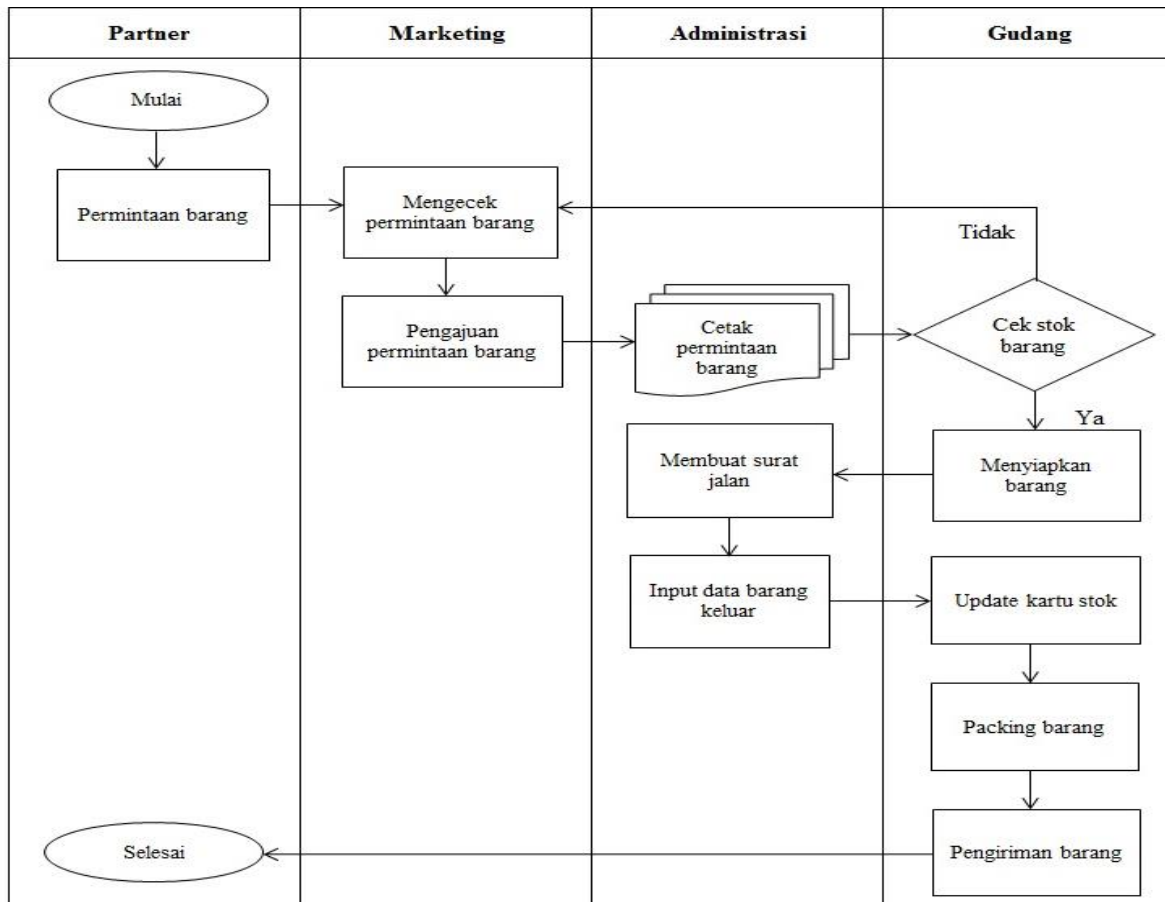 Partner
Marketing
Administrasi
Gudang
Mulai
Permintaan barang
Mengecek
permintaan barang
Tidak
Pengajuan
permintaan barang
Cetak
permintaan
barang
Cek stok
barang
Ya
Membuat surat
jalan
Menyiapkan
barang
Input data barang
keluar
Update kartu stok
Packing barang
Selesai
Pengiriman barang